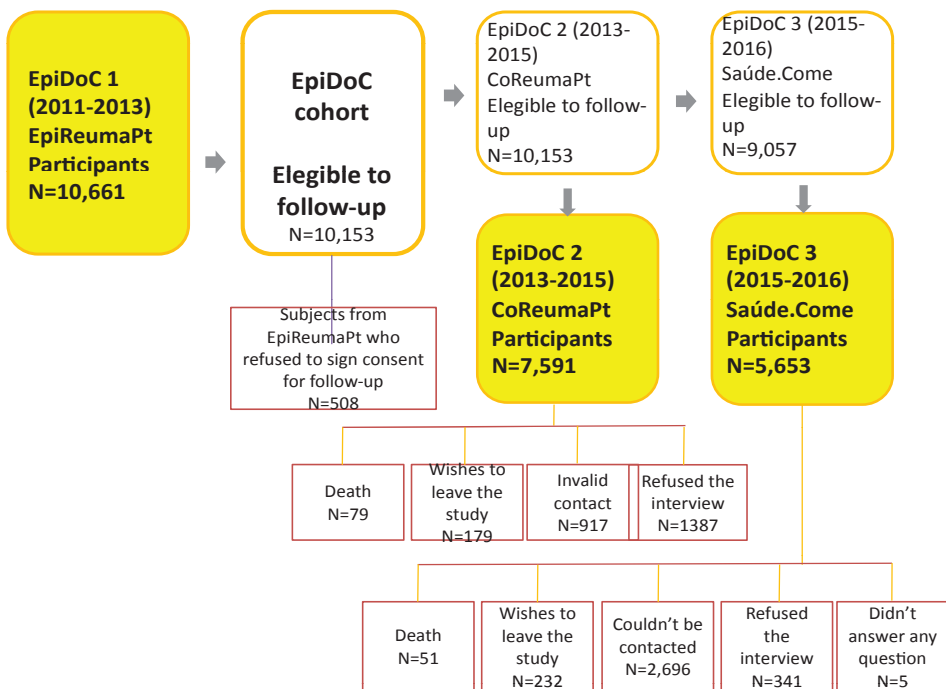 EpiDoC 1
(2011-2013)
EpiReumaPt
Participants
N=10,661
EpiDoC
cohort
Elegible to
follow-up
N=10,153
EpiDoC 2 (2013-
2015)
CoReumaPt
Elegible to follow-
up
N=10,153
EpiDoC 3 (2015-
2016)
Saúde.Come
Elegible to follow-
up
N=9,057
Subjects from
EpiReumaPt who
refused to sign consent
for follow-up
N=508
EpiDoC 2
(2013-2015)
CoReumaPt
Participants
N=7,591
EpiDoC 3
(2015-2016)
Saúde.Come
Participants
N=5,653
Death
N=79
Wishes to
leave the
study
N=179
Invalid
contact
N=917
Refused the
interview
N=1387
Death
N=51
Wishes to
leave the
study
N=232
Couldn't be
contacted
N=2,696
Refused
the
interview
N=341
Didn't
answer any
question
N=5